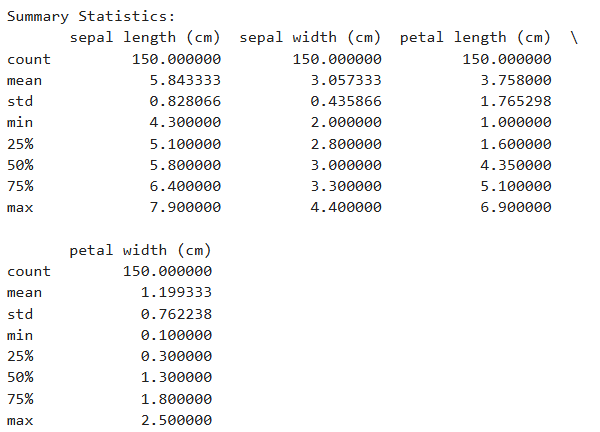 Summary Statistics:
       sepal length (cm)  sepal width (cm)  petal length (cm)  \
count         150.000000        150.000000         150.000000
mean            5.843333          3.057333           3.758000
std             0.828066          0.435866           1.765298
min             4.300000          2.000000           1.000000
25%             5.100000          2.800000           1.600000
50%             5.800000          3.000000           4.350000
75%             6.400000          3.300000           5.100000
max             7.900000          4.400000           6.900000

       petal width (cm)
count        150.000000
mean           1.199333
std            0.762238
min            0.100000
25%            0.300000
50%            1.300000
75%            1.800000
max            2.500000